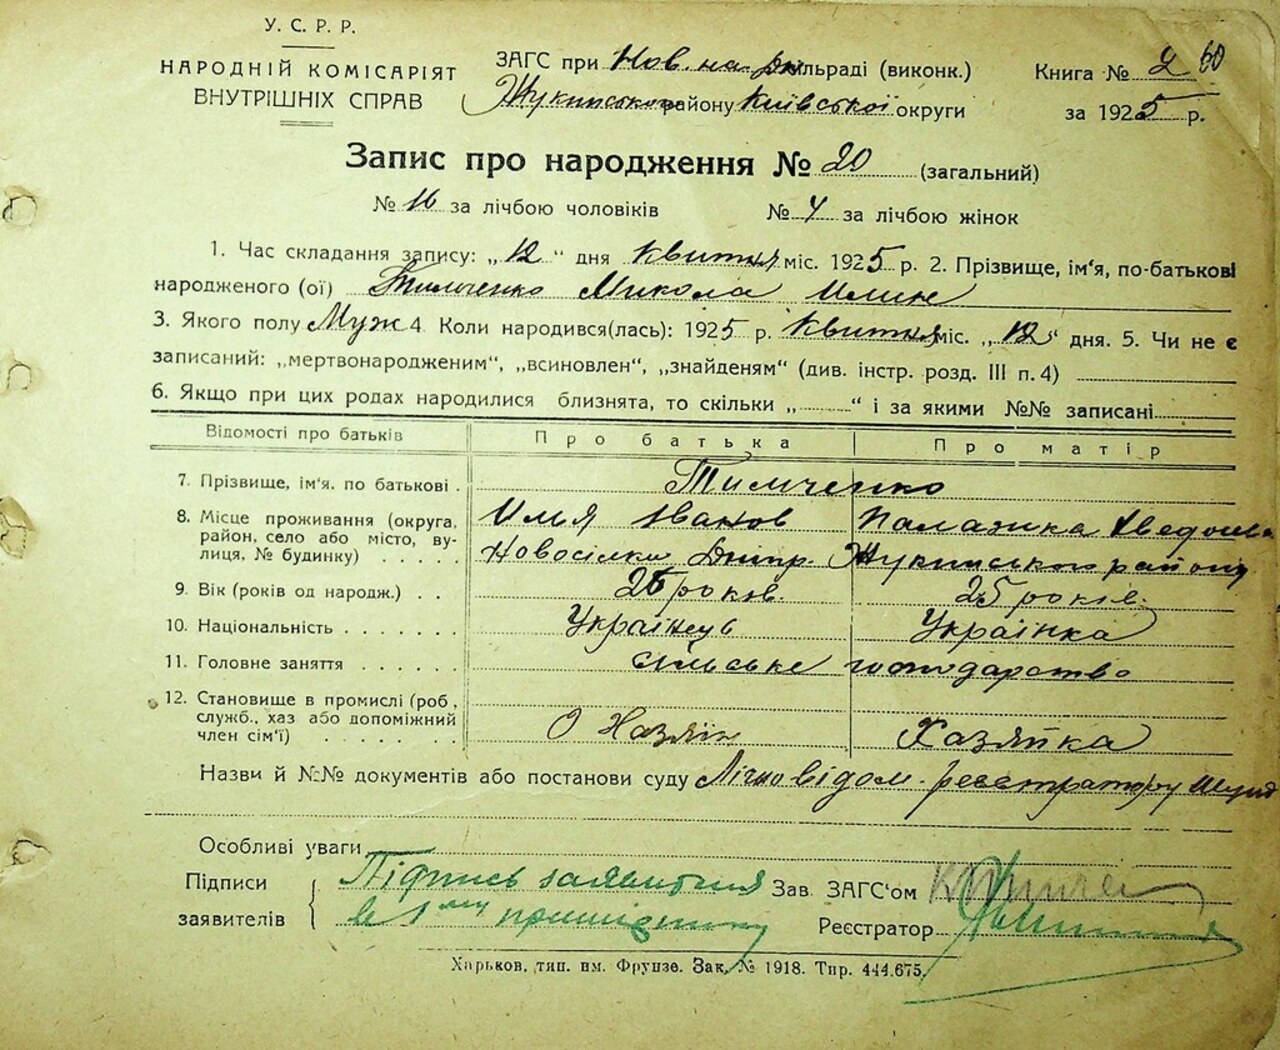 У. С. Р. Р.
НАРОДНІЙ КОМІСАРІЯТ
ВНУТРІШНІХ СПРАВ
ЗАГС при Нов. на Дн. сільраді (виконк.)
Жукинського району Київської округи
Книга № 2 60
за 1925 р.
Запис про народження № 20 (загальний)
№ 16 за лічбою чоловіків № 4 за лічбою жінок
1. Час складання запису: „12“ дня Квітня міс. 1925 р. 2. Прізвище, ім'я, по-батькові
народженого (ої) Тимченко Микола Илин
3. Якого полу Муж 4. Коли народився(лась): 1925 р. Квітня міс. „12“ дня. 5. Чи не є
записаний: „мертвонародженим“, „всиновлен“, „знайденям“ (див. інстр. розд. III п. 4)
6. Якщо при цих родах народилися близнята, то скільки „ “ і за якими №№ записані
Відомості про батьків Про батька Про матір
7. Прізвище, ім'я, по батькові Тимченко
Илля Іванов
8. Місце проживання (округа, район, село або місто, вулиця, № будинку) Новосілки Дніпр. Жукинського району
9. Вік (років од народж.) 25 років. 25 років.
10. Національність Українець Українка
11. Головне заняття сільське господарство
12. Становище в промислі (роб., служб., хаз або допоміжний член сім'ї) Хазяїн Хазяйка
Назви й №№ документів або постанови суду Лічно відом. реєстратору
Особливі уваги
Підписи заявителів Підпись заявителя
в 1му
Зав. ЗАГС'ом
Реєстратор
Харьков, тип. им. Фрунзе. Зак. № 1918. Тир. 444.675.